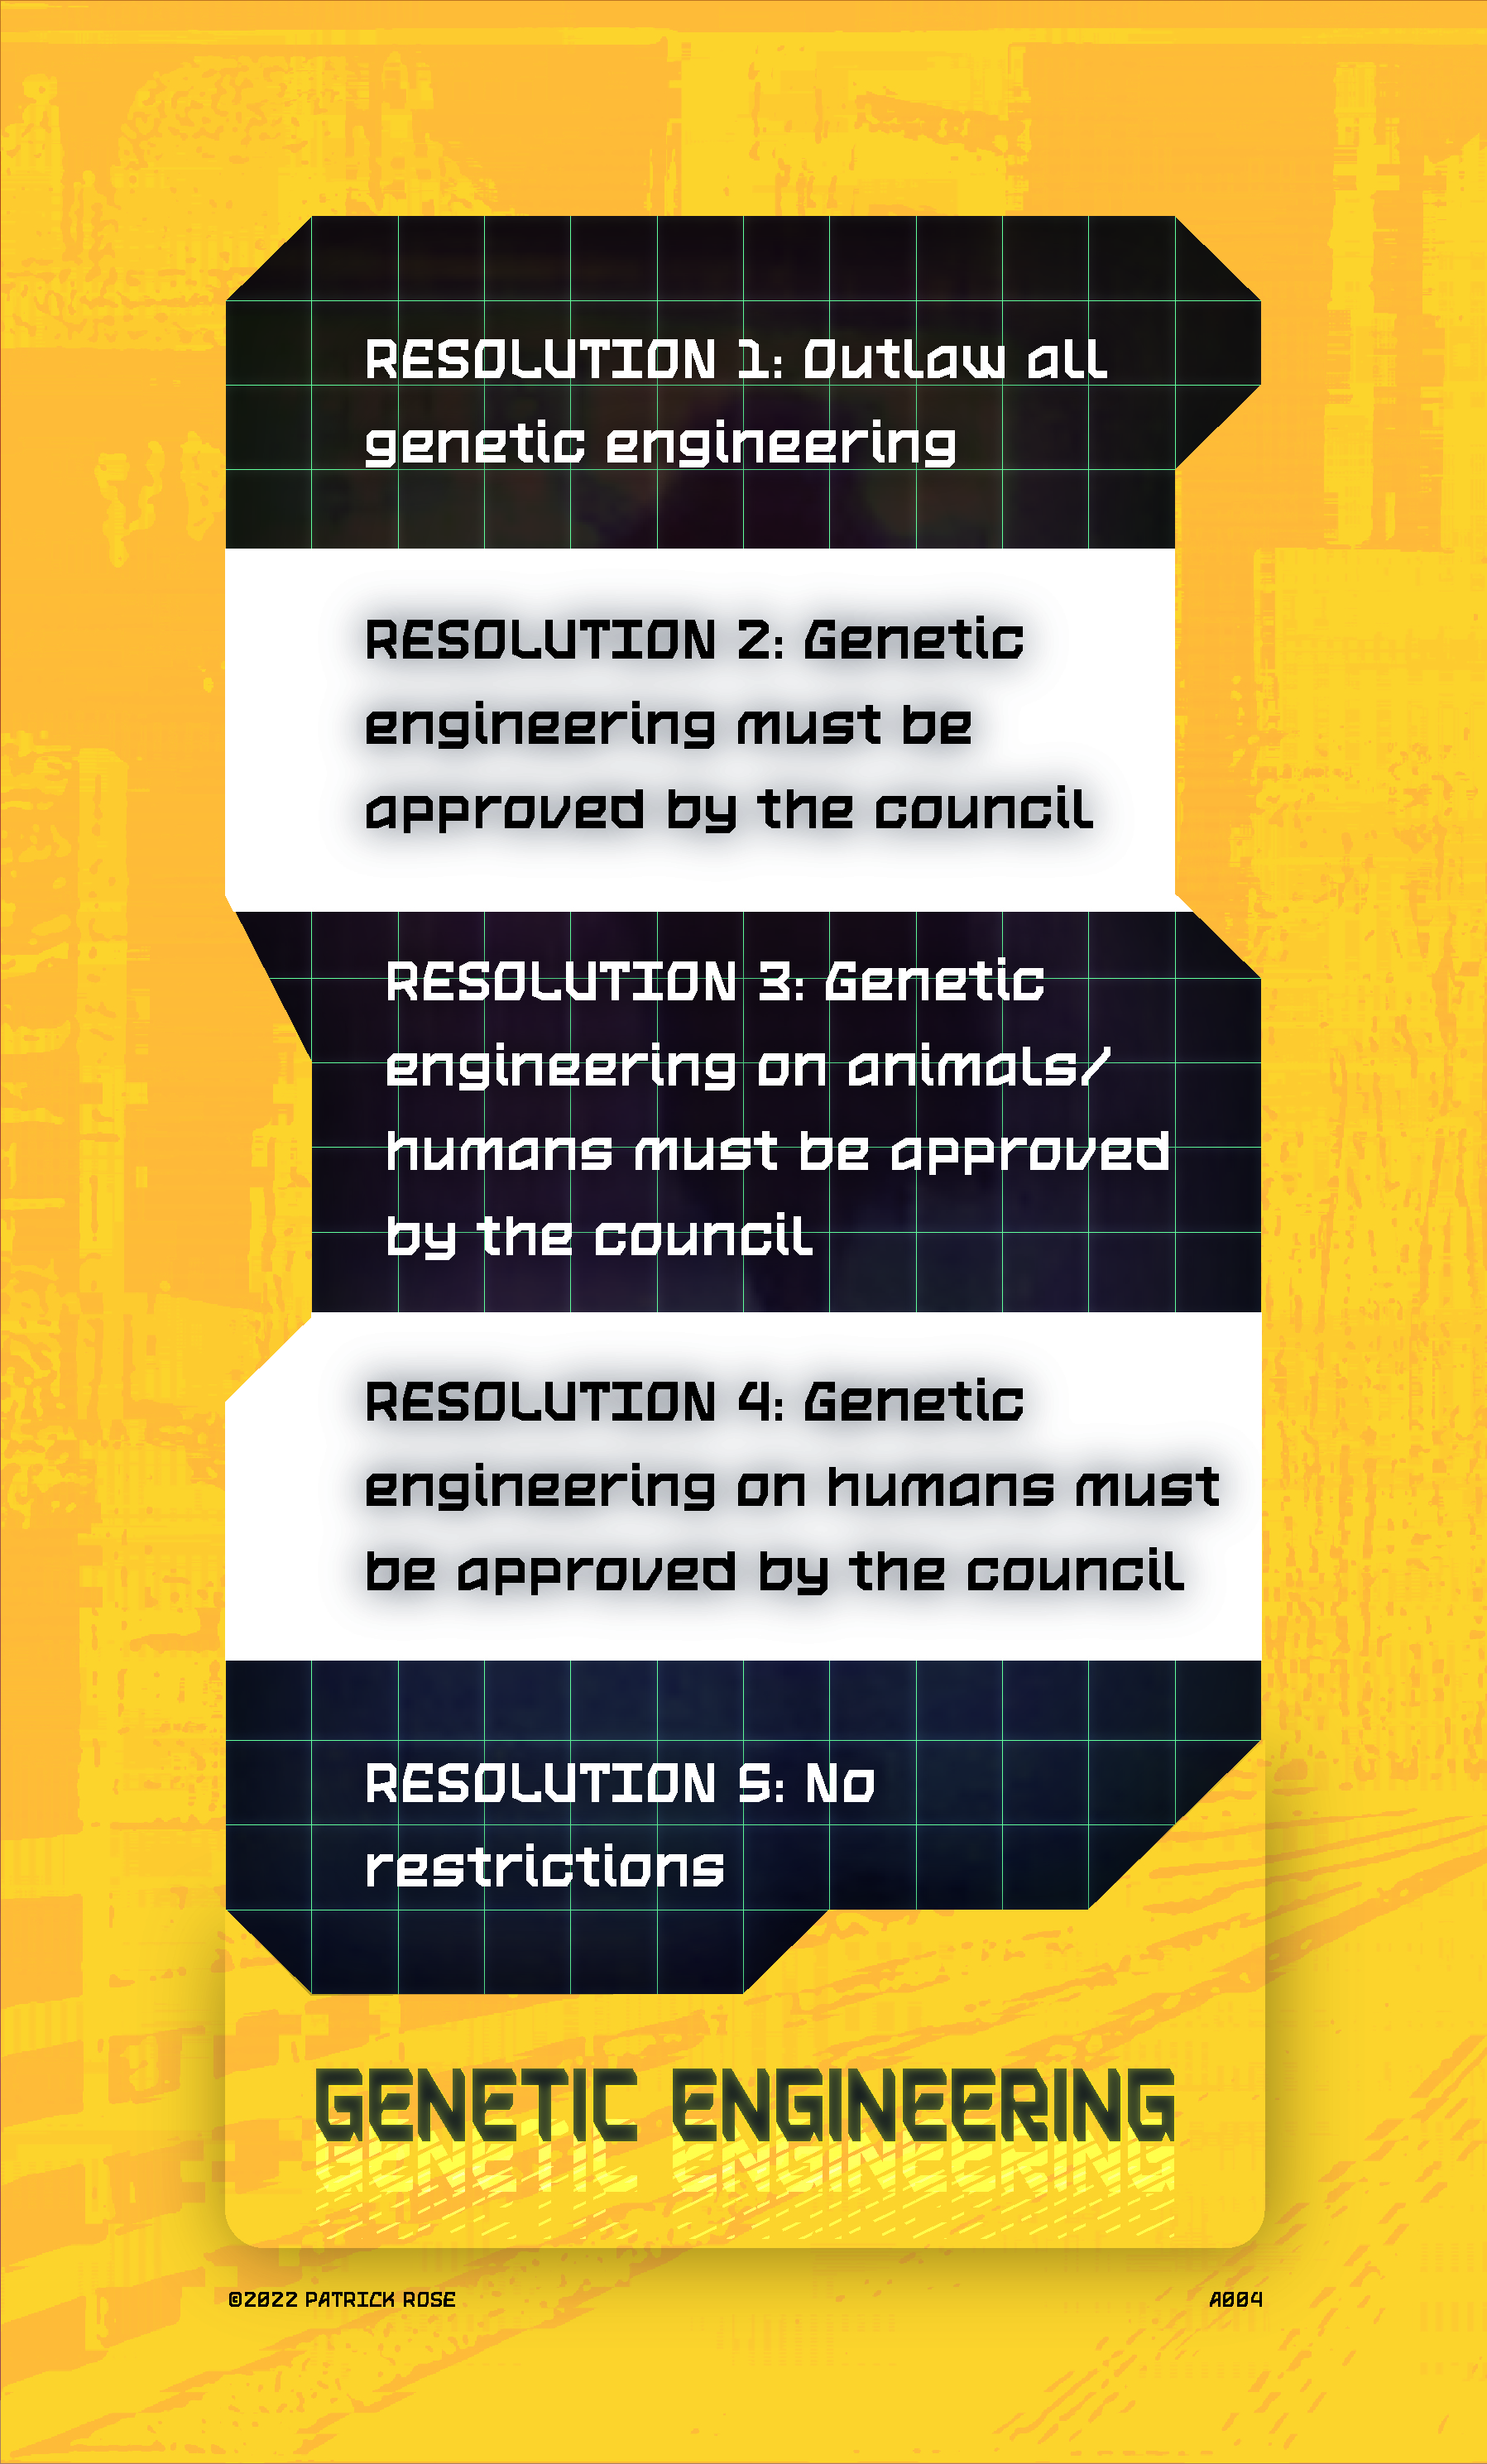 RESOLUTION 1: Outlaw all
genetic engineering
RESOLUTION 2: Genetic
engineering must be
approved by the council
RESOLUTION 3: Genetic
engineering on animals/
humans must be approved
by the council
RESOLUTION 4: Genetic
engineering on humans must
be approved by the council
RESOLUTION 5: No
restrictions
GENETIC ENGINEERING
GENETIC ENGINEERING
©2022 PATRICK ROSE
A004